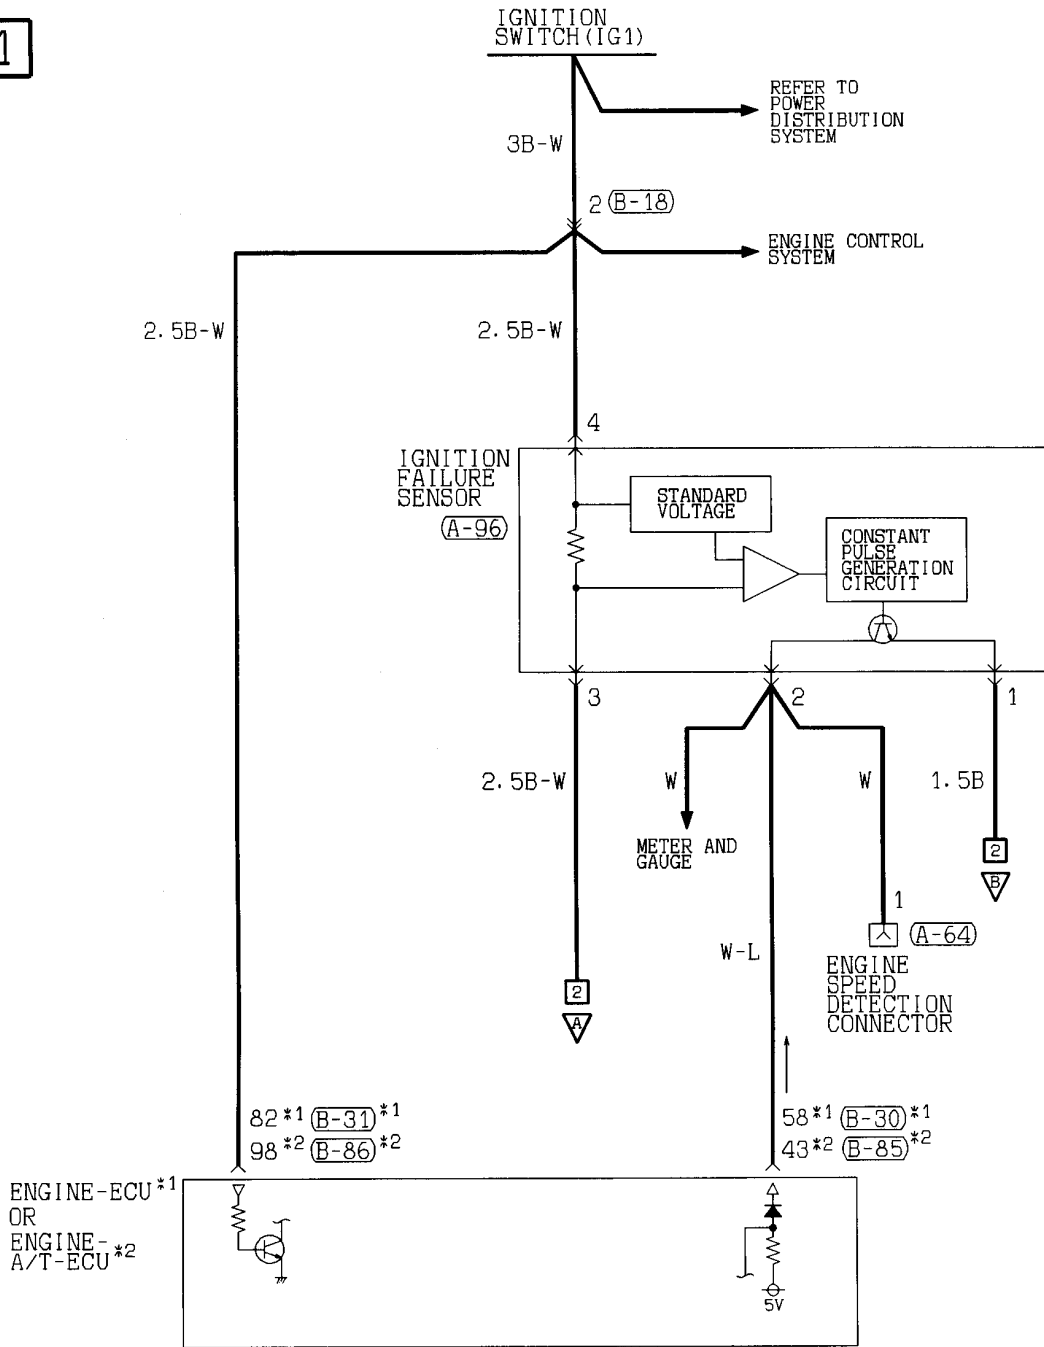 1
IGNITION
SWITCH(IG1)
REFER TO
POWER
DISTRIBUTION
SYSTEM
3B-W
2 (B-18)
ENGINE CONTROL
SYSTEM
2.5B-W
2.5B-W
4
IGNITION
FAILURE
SENSOR
(A-96)
STANDARD
VOLTAGE
CONSTANT
PULSE
GENERATION
CIRCUIT
3
2
1
2.5B-W
W
W
1.5B
METER AND
GAUGE
2
B
1
(A-64)
W-L
ENGINE
SPEED
DETECTION
CONNECTOR
2
A
82*1 (B-31)*1
98*2 (B-86)*2
58*1 (B-30)*1
43*2 (B-85)*2
ENGINE-ECU*1
OR
ENGINE-
A/T-ECU*2
5V